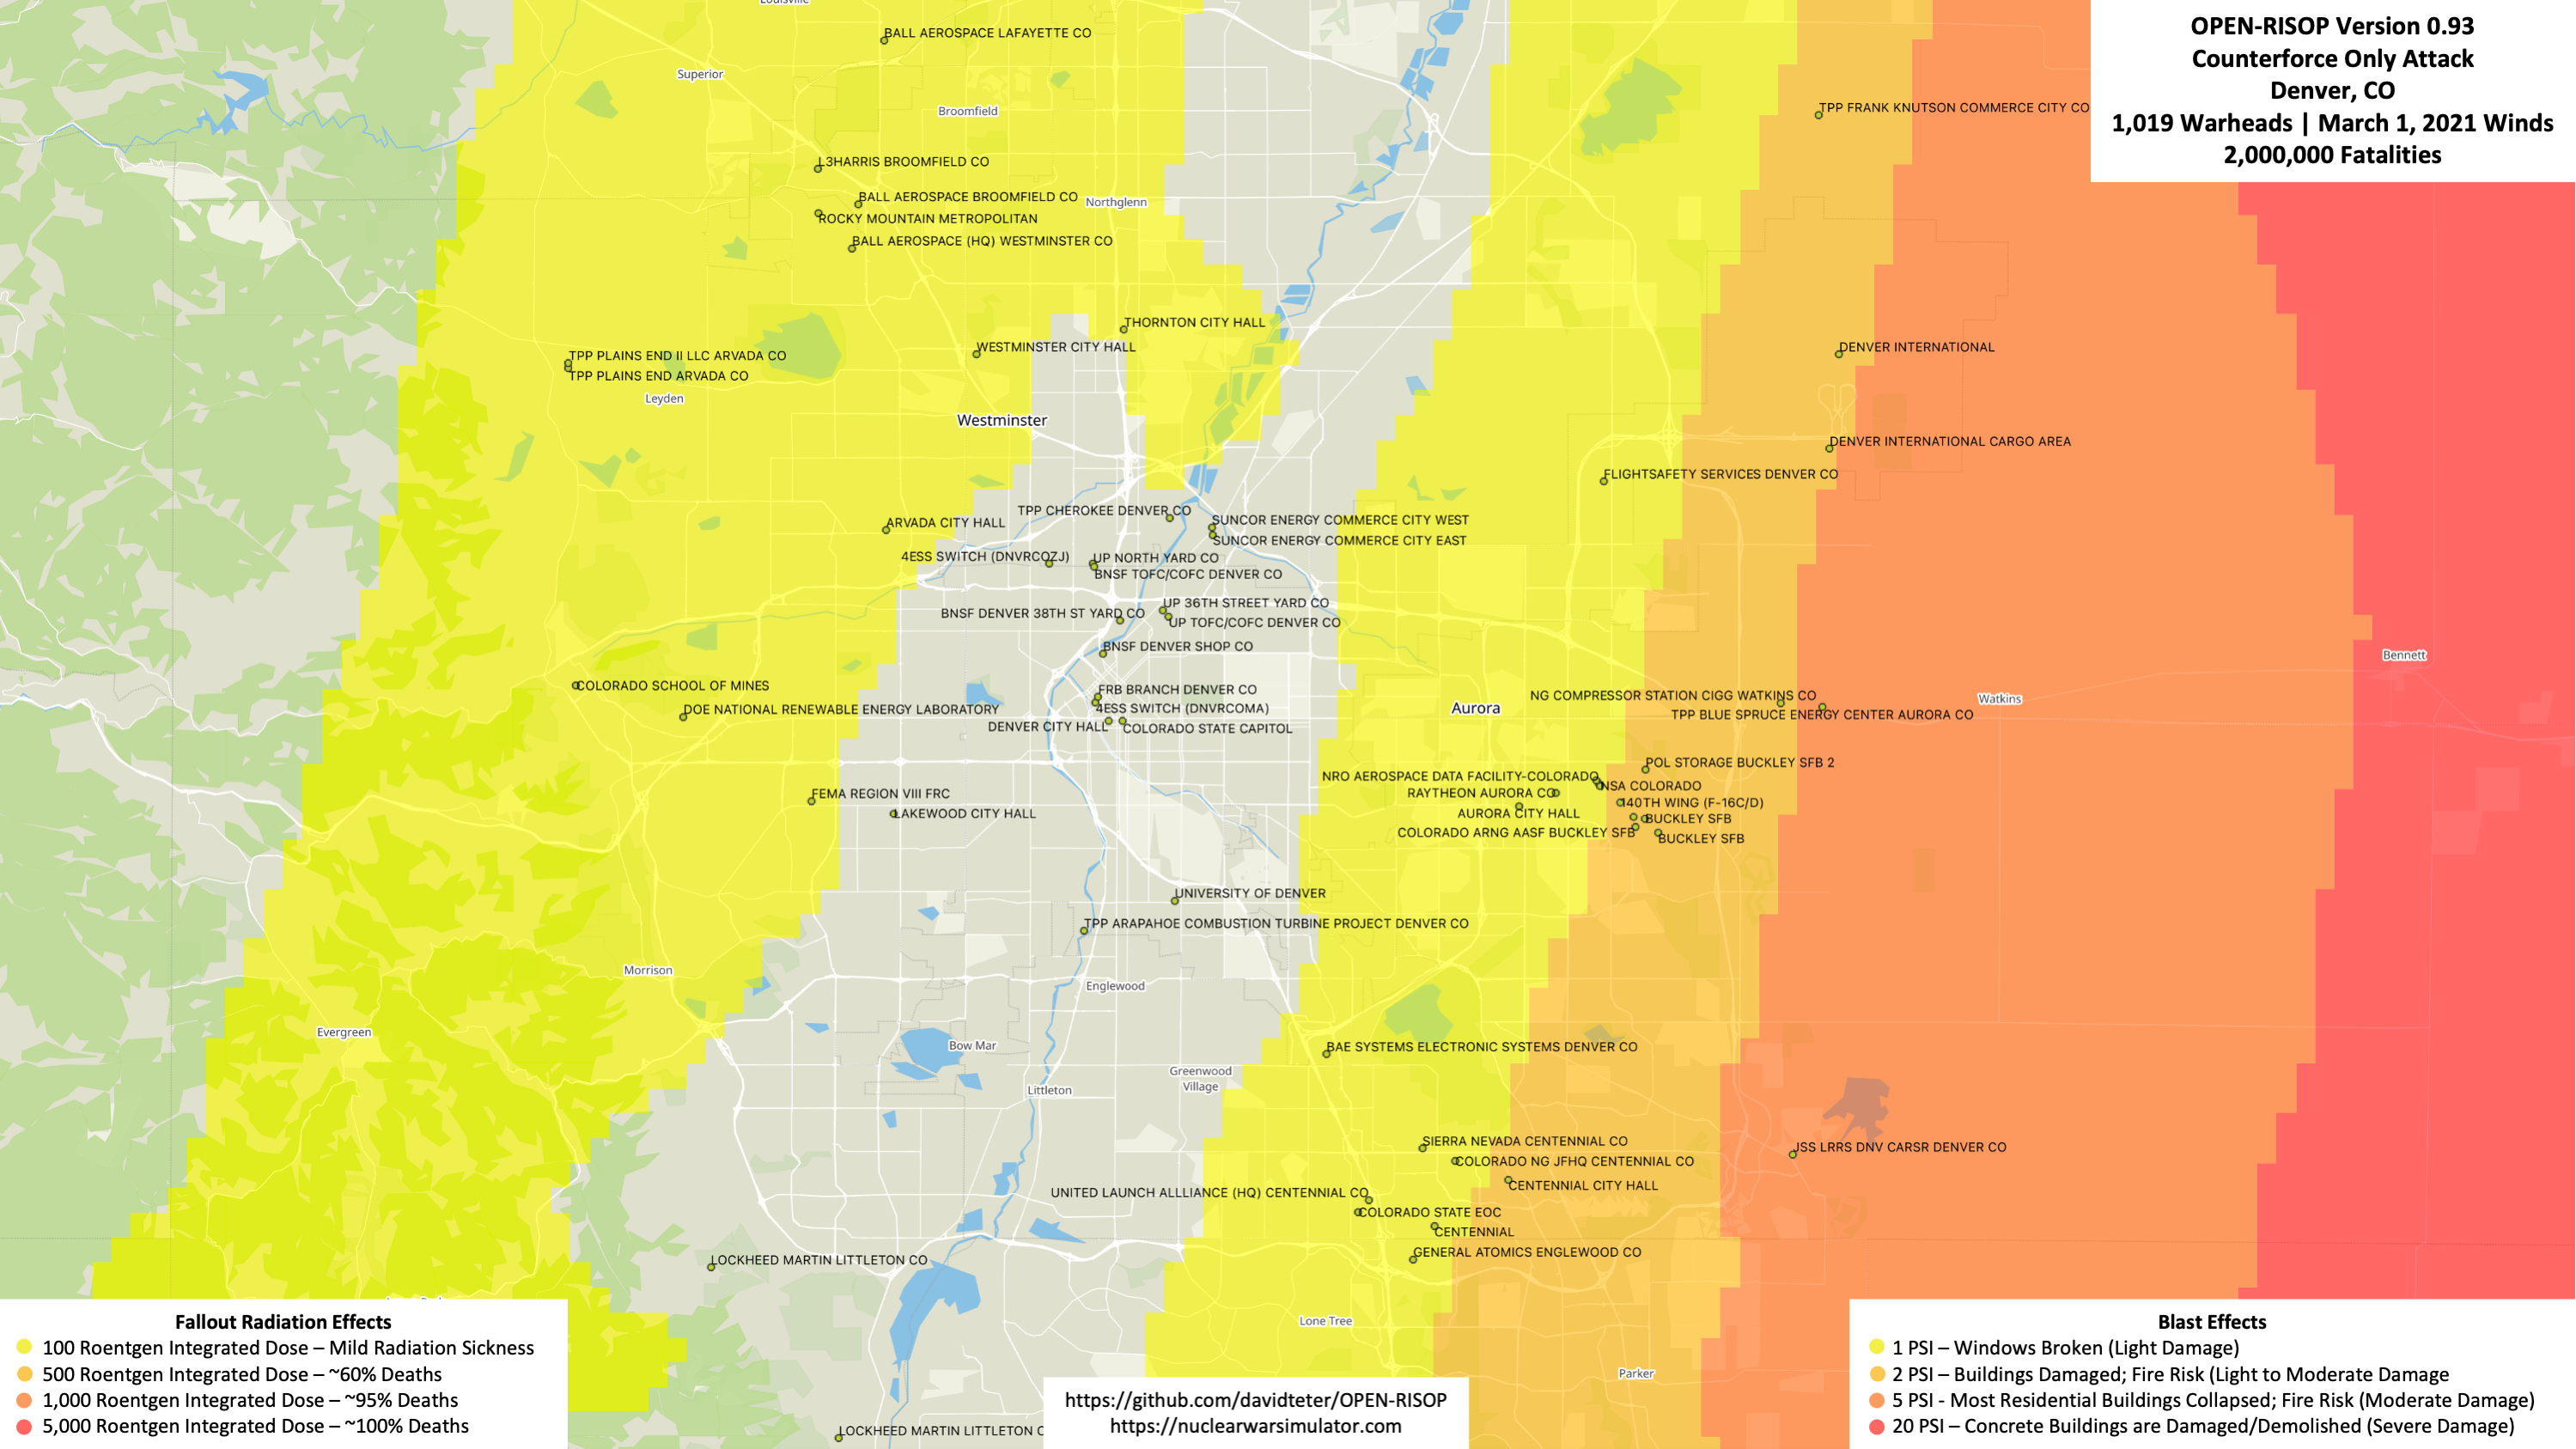 Louisville
OPEN-RISOP Version 0.93
Counterforce Only Attack
Denver, CO
1,019 Warheads | March 1, 2021 Winds
2,000,000 Fatalities
BALL AEROSPACE LAFAYETTE CO
Superior
Broomfield
TPP FRANK KNUTSON COMMERCE CITY CO
L3HARRIS BROOMFIELD CO
BALL AEROSPACE BROOMFIELD CO
Northglenn
ROCKY MOUNTAIN METROPOLITAN
BALL AEROSPACE (HQ) WESTMINSTER CO
THORNTON CITY HALL
WESTMINSTER CITY HALL
DENVER INTERNATIONAL
TPP PLAINS END II LLC ARVADA CO
TPP PLAINS END ARVADA CO
Leyden
Westminster
DENVER INTERNATIONAL CARGO AREA
FLIGHTSAFETY SERVICES DENVER CO
TPP CHEROKEE DENVER CO
ARVADA CITY HALL
SUNCOR ENERGY COMMERCE CITY WEST
SUNCOR ENERGY COMMERCE CITY EAST
4ESS SWITCH (DNVRCOZJ)
UP NORTH YARD CO
BNSF TOFC/COFC DENVER CO
UP 36TH STREET YARD CO
BNSF DENVER 38TH ST YARD CO
UP TOFC/COFC DENVER CO
BNSF DENVER SHOP CO
Bennett
COLORADO SCHOOL OF MINES
FRB BRANCH DENVER CO
NG COMPRESSOR STATION CIGG WATKINS CO
Watkins
DOE NATIONAL RENEWABLE ENERGY LABORATORY
4ESS SWITCH (DNVRCOMA)
Aurora
TPP BLUE SPRUCE ENERGY CENTER AURORA CO
DENVER CITY HALL
COLORADO STATE CAPITOL
POL STORAGE BUCKLEY SFB 2
NRO AEROSPACE DATA FACILITY-COLORADO
NSA COLORADO
FEMA REGION VIII FRC
RAYTHEON AURORA CO
140TH WING (F-16C/D)
LAKEWOOD CITY HALL
AURORA CITY HALL
BUCKLEY SFB
COLORADO ARNG AASF BUCKLEY SFB
BUCKLEY SFB
UNIVERSITY OF DENVER
TPP ARAPAHOE COMBUSTION TURBINE PROJECT DENVER CO
Morrison
Englewood
Evergreen
Bow Mar
BAE SYSTEMS ELECTRONIC SYSTEMS DENVER CO
Greenwood
Village
Littleton
SIERRA NEVADA CENTENNIAL CO
JSS LRRS DNV CARSR DENVER CO
COLORADO NG JFHQ CENTENNIAL CO
CENTENNIAL CITY HALL
UNITED LAUNCH ALLLIANCE (HQ) CENTENNIAL CO
COLORADO STATE EOC
CENTENNIAL
GENERAL ATOMICS ENGLEWOOD CO
LOCKHEED MARTIN LITTLETON CO
Lone Tree
Parker
LOCKHEED MARTIN LITTLETON C
Fallout Radiation Effects
100 Roentgen Integrated Dose – Mild Radiation Sickness
500 Roentgen Integrated Dose – ~60% Deaths
1,000 Roentgen Integrated Dose – ~95% Deaths
5,000 Roentgen Integrated Dose – ~100% Deaths
https://github.com/davidteter/OPEN-RISOP
https://nuclearwarsimulator.com
Blast Effects
1 PSI – Windows Broken (Light Damage)
2 PSI – Buildings Damaged; Fire Risk (Light to Moderate Damage
5 PSI - Most Residential Buildings Collapsed; Fire Risk (Moderate Damage)
20 PSI – Concrete Buildings are Damaged/Demolished (Severe Damage)